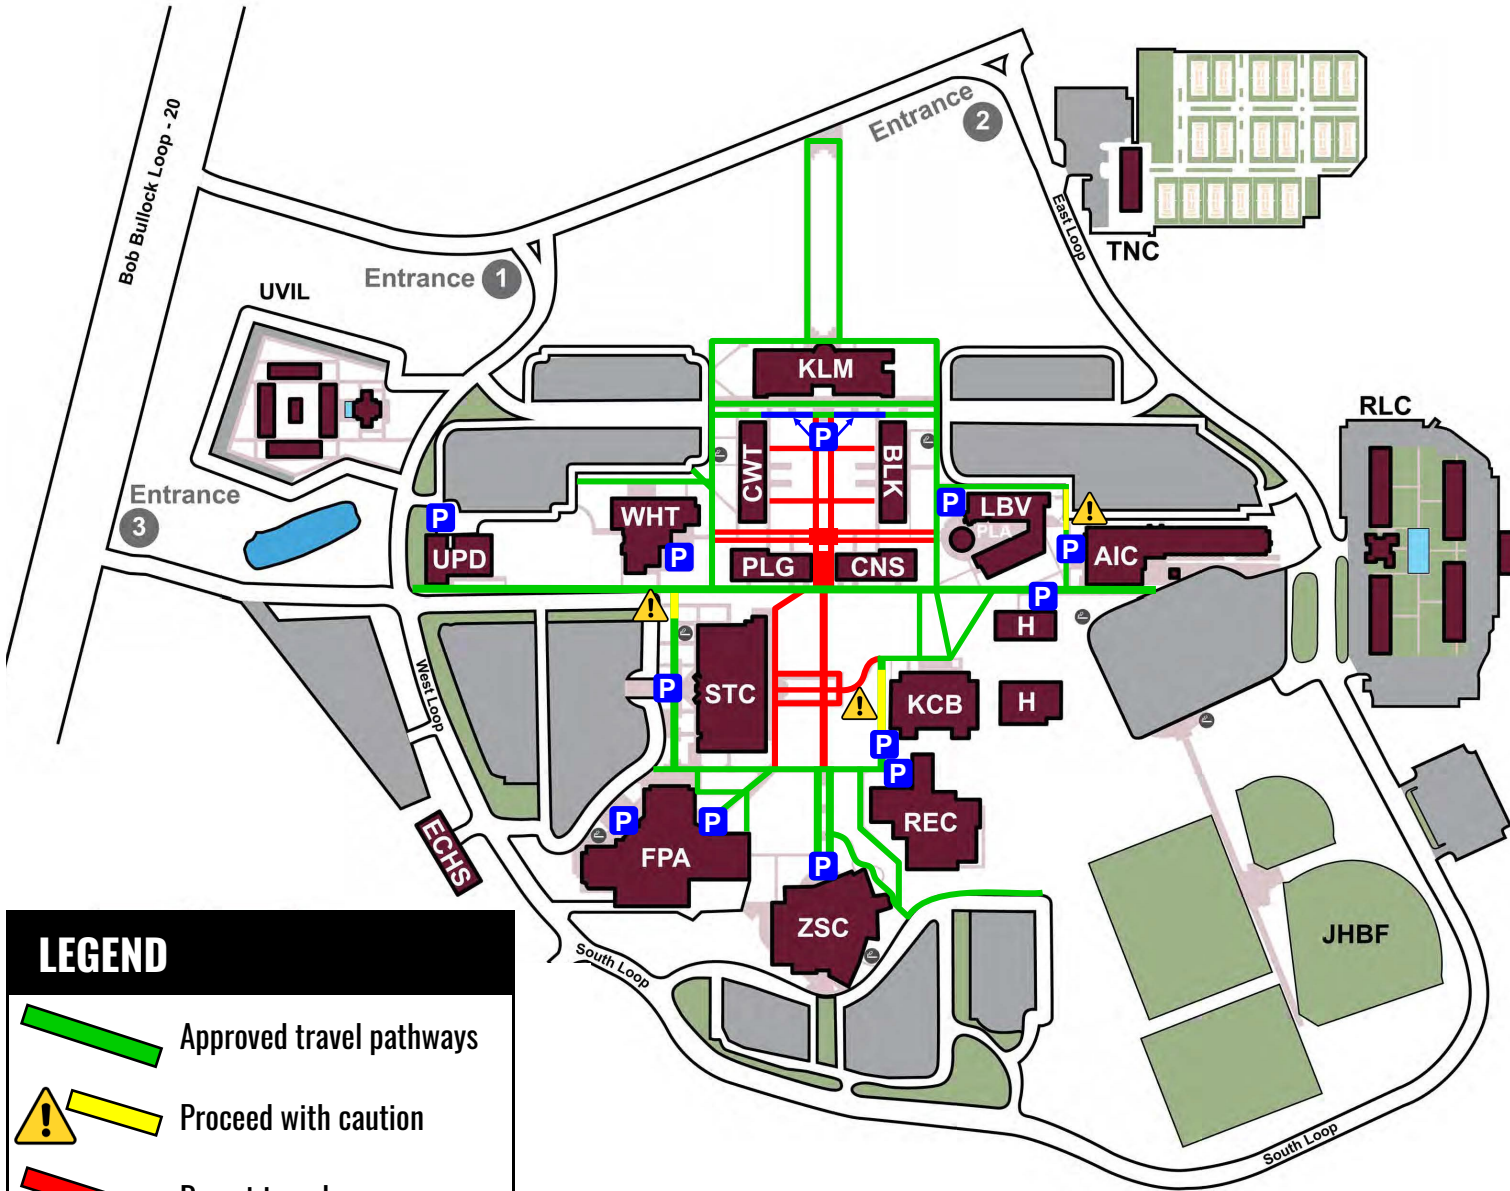 Bob Bullock Loop - 20
Entrance 2
East Loop
TNC
Entrance 1
UVIL
KLM
RLC
P
CWT
BLK
Entrance
3
P
WHT
P
LBV
PLA
UPD
P
PLG
CNS
P
AIC
P
H
West Loop
P
STC
KCB
H
P
P
ECHS
P
P
FPA
REC
P
ZSC
JHBF
South Loop
South Loop
LEGEND
Approved travel pathways
Proceed with caution